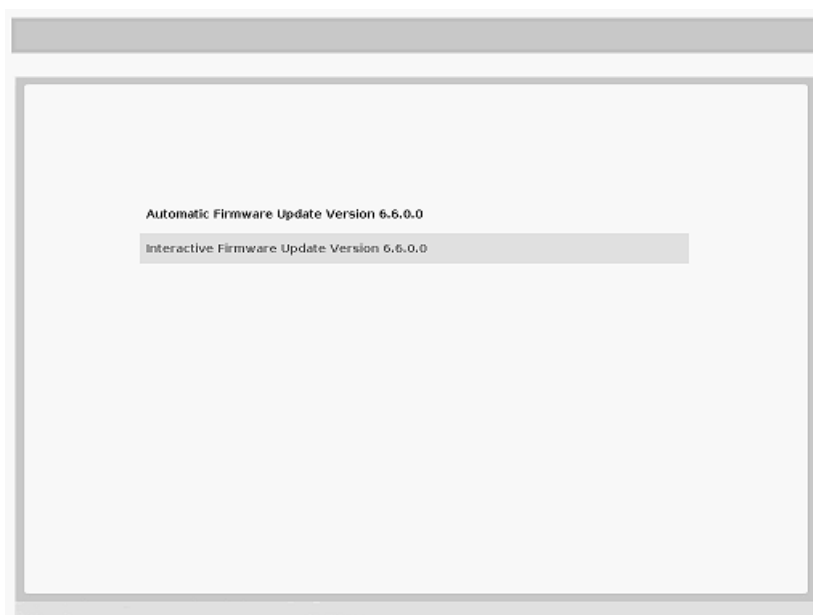 Automatic Firmware Update Version 6.6.0.0
Interactive Firmware Update Version 6.6.0.0